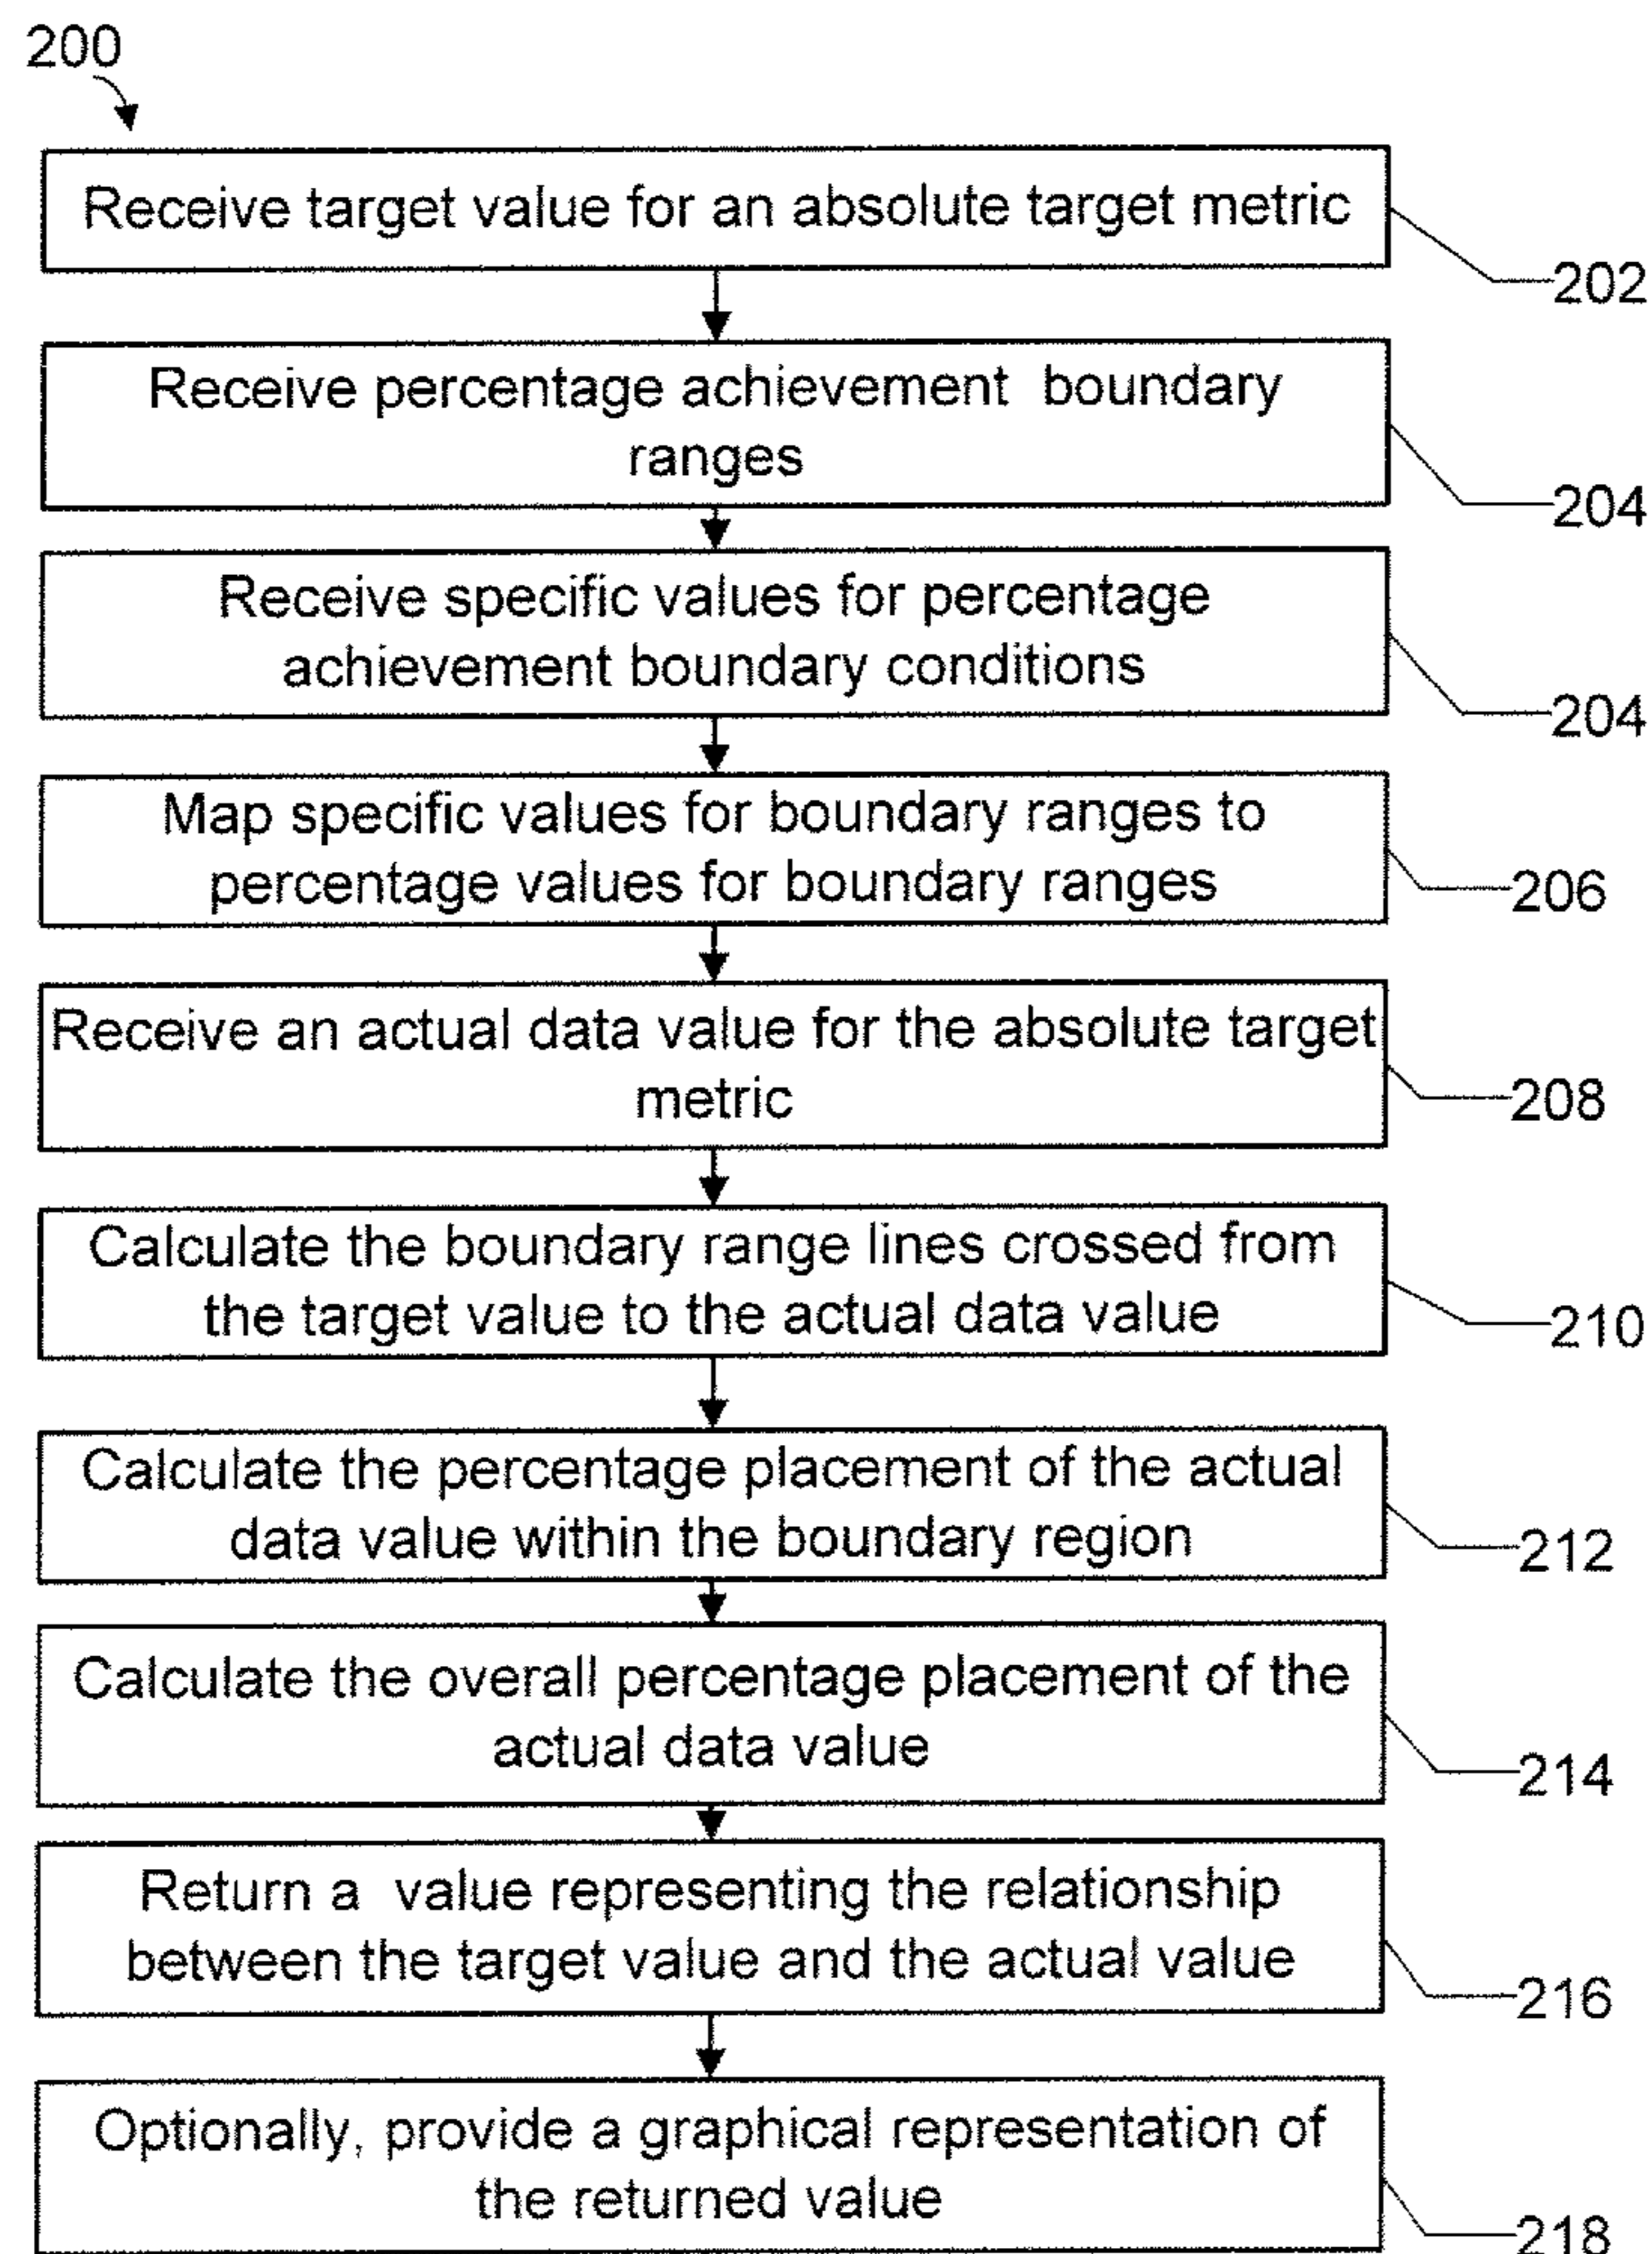 200
Receive target value for an absolute target metric
202
Receive percentage achievement boundary
ranges
204
Receive specific values for percentage
achievement boundary conditions
204
Map specific values for boundary ranges to
percentage values for boundary ranges
206
Receive an actual data value for the absolute target
metric
208
Calculate the boundary range lines crossed from
the target value to the actual data value
210
Calculate the percentage placement of the actual
data value within the boundary region
212
Calculate the overall percentage placement of the
actual data value
214
Return a value representing the relationship
between the target value and the actual value
216
Optionally, provide a graphical representation of
the returned value
218